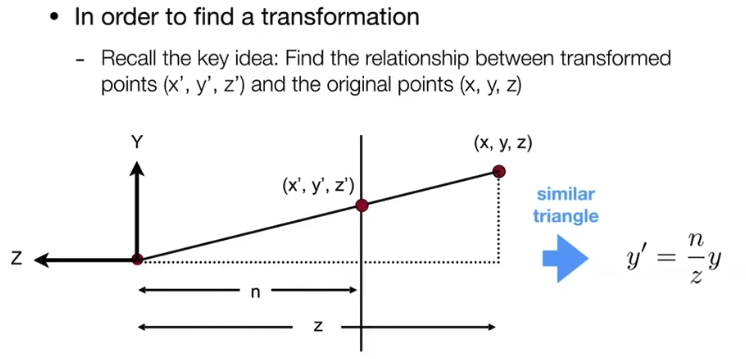 • In order to find a transformation
- Recall the key idea: Find the relationship between transformed
points (x', y', z') and the original points (x, y, z)
Y
(x, y, z)
(x', y', z')
similar
triangle
y' = n/z y
Z
n
z